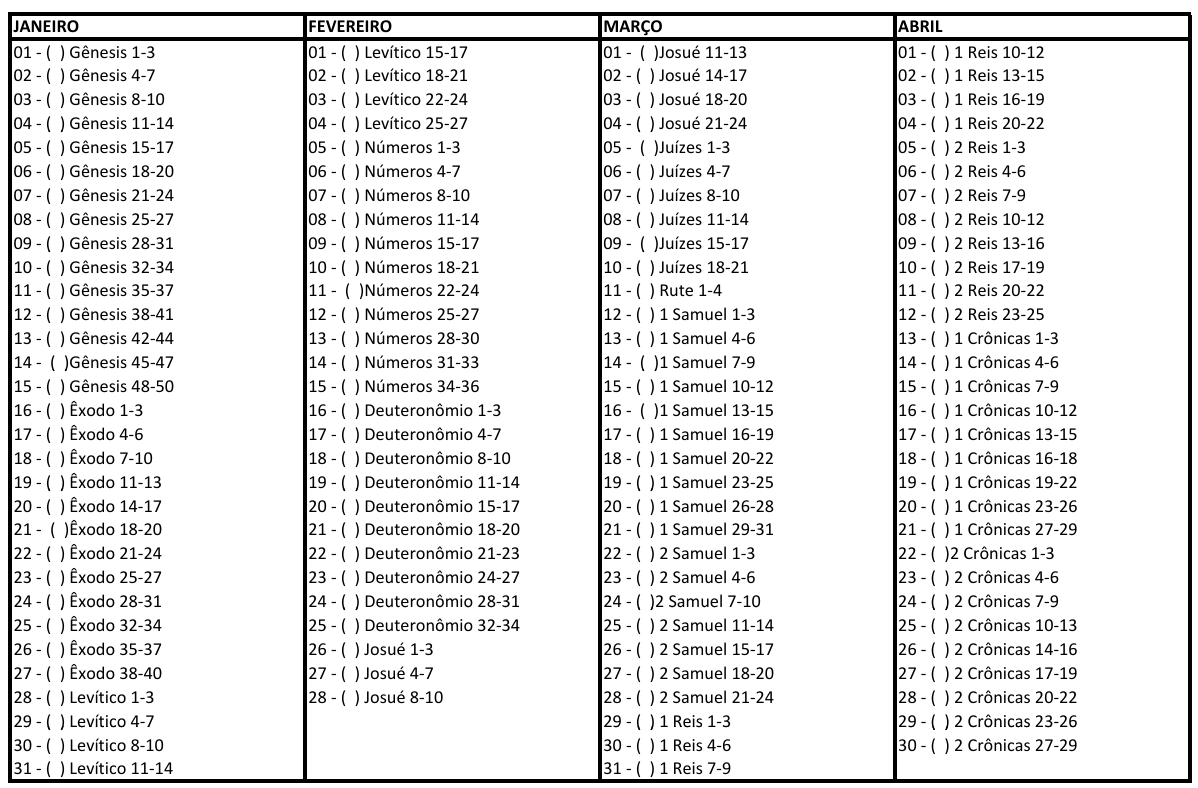 JANEIRO
01 - ( ) Gênesis 1-3
02 - ( ) Gênesis 4-7
03 - ( ) Gênesis 8-10
04 - ( ) Gênesis 11-14
05 - ( ) Gênesis 15-17
06 - ( ) Gênesis 18-20
07 - ( ) Gênesis 21-24
08 - ( ) Gênesis 25-27
09 - ( ) Gênesis 28-31
10 - ( ) Gênesis 32-34
11 - ( ) Gênesis 35-37
12 - ( ) Gênesis 38-41
13 - ( ) Gênesis 42-44
14 - ( )Gênesis 45-47
15 - ( ) Gênesis 48-50
16 - ( ) Êxodo 1-3
17 - ( ) Êxodo 4-6
18 - ( ) Êxodo 7-10
19 - ( ) Êxodo 11-13
20 - ( ) Êxodo 14-17
21 - ( )Êxodo 18-20
22 - ( ) Êxodo 21-24
23 - ( ) Êxodo 25-27
24 - ( ) Êxodo 28-31
25 - ( ) Êxodo 32-34
26 - ( ) Êxodo 35-37
27 - ( ) Êxodo 38-40
28 - ( ) Levítico 1-3
29 - ( ) Levítico 4-7
30 - ( ) Levítico 8-10
31 - ( ) Levítico 11-14
FEVEREIRO
01 - ( ) Levítico 15-17
02 - ( ) Levítico 18-21
03 - ( ) Levítico 22-24
04 - ( ) Levítico 25-27
05 - ( ) Números 1-3
06 - ( ) Números 4-7
07 - ( ) Números 8-10
08 - ( ) Números 11-14
09 - ( ) Números 15-17
10 - ( ) Números 18-21
11 - ( )Números 22-24
12 - ( ) Números 25-27
13 - ( ) Números 28-30
14 - ( ) Números 31-33
15 - ( ) Números 34-36
16 - ( ) Deuteronômio 1-3
17 - ( ) Deuteronômio 4-7
18 - ( ) Deuteronômio 8-10
19 - ( ) Deuteronômio 11-14
20 - ( ) Deuteronômio 15-17
21 - ( ) Deuteronômio 18-20
22 - ( ) Deuteronômio 21-23
23 - ( ) Deuteronômio 24-27
24 - ( ) Deuteronômio 28-31
25 - ( ) Deuteronômio 32-34
26 - ( ) Josué 1-3
27 - ( ) Josué 4-7
28 - ( ) Josué 8-10
MARÇO
01 - ( )Josué 11-13
02 - ( ) Josué 14-17
03 - ( ) Josué 18-20
04 - ( ) Josué 21-24
05 - ( )Juízes 1-3
06 - ( ) Juízes 4-7
07 - ( ) Juízes 8-10
08 - ( ) Juízes 11-14
09 - ( )Juízes 15-17
10 - ( ) Juízes 18-21
11 - ( ) Rute 1-4
12 - ( ) 1 Samuel 1-3
13 - ( ) 1 Samuel 4-6
14 - ( )1 Samuel 7-9
15 - ( ) 1 Samuel 10-12
16 - ( )1 Samuel 13-15
17 - ( ) 1 Samuel 16-19
18 - ( ) 1 Samuel 20-22
19 - ( ) 1 Samuel 23-25
20 - ( ) 1 Samuel 26-28
21 - ( ) 1 Samuel 29-31
22 - ( ) 2 Samuel 1-3
23 - ( ) 2 Samuel 4-6
24 - ( )2 Samuel 7-10
25 - ( ) 2 Samuel 11-14
26 - ( ) 2 Samuel 15-17
27 - ( ) 2 Samuel 18-20
28 - ( ) 2 Samuel 21-24
29 - ( ) 1 Reis 1-3
30 - ( ) 1 Reis 4-6
31 - ( ) 1 Reis 7-9
ABRIL
01 - ( ) 1 Reis 10-12
02 - ( ) 1 Reis 13-15
03 - ( ) 1 Reis 16-19
04 - ( ) 1 Reis 20-22
05 - ( ) 2 Reis 1-3
06 - ( ) 2 Reis 4-6
07 - ( ) 2 Reis 7-9
08 - ( ) 2 Reis 10-12
09 - ( ) 2 Reis 13-16
10 - ( ) 2 Reis 17-19
11 - ( ) 2 Reis 20-22
12 - ( ) 2 Reis 23-25
13 - ( ) 1 Crônicas 1-3
14 - ( ) 1 Crônicas 4-6
15 - ( ) 1 Crônicas 7-9
16 - ( ) 1 Crônicas 10-12
17 - ( ) 1 Crônicas 13-15
18 - ( ) 1 Crônicas 16-18
19 - ( ) 1 Crônicas 19-22
20 - ( ) 1 Crônicas 23-26
21 - ( ) 1 Crônicas 27-29
22 - ( )2 Crônicas 1-3
23 - ( ) 2 Crônicas 4-6
24 - ( ) 2 Crônicas 7-9
25 - ( ) 2 Crônicas 10-13
26 - ( ) 2 Crônicas 14-16
27 - ( ) 2 Crônicas 17-19
28 - ( ) 2 Crônicas 20-22
29 - ( ) 2 Crônicas 23-26
30 - ( ) 2 Crônicas 27-29